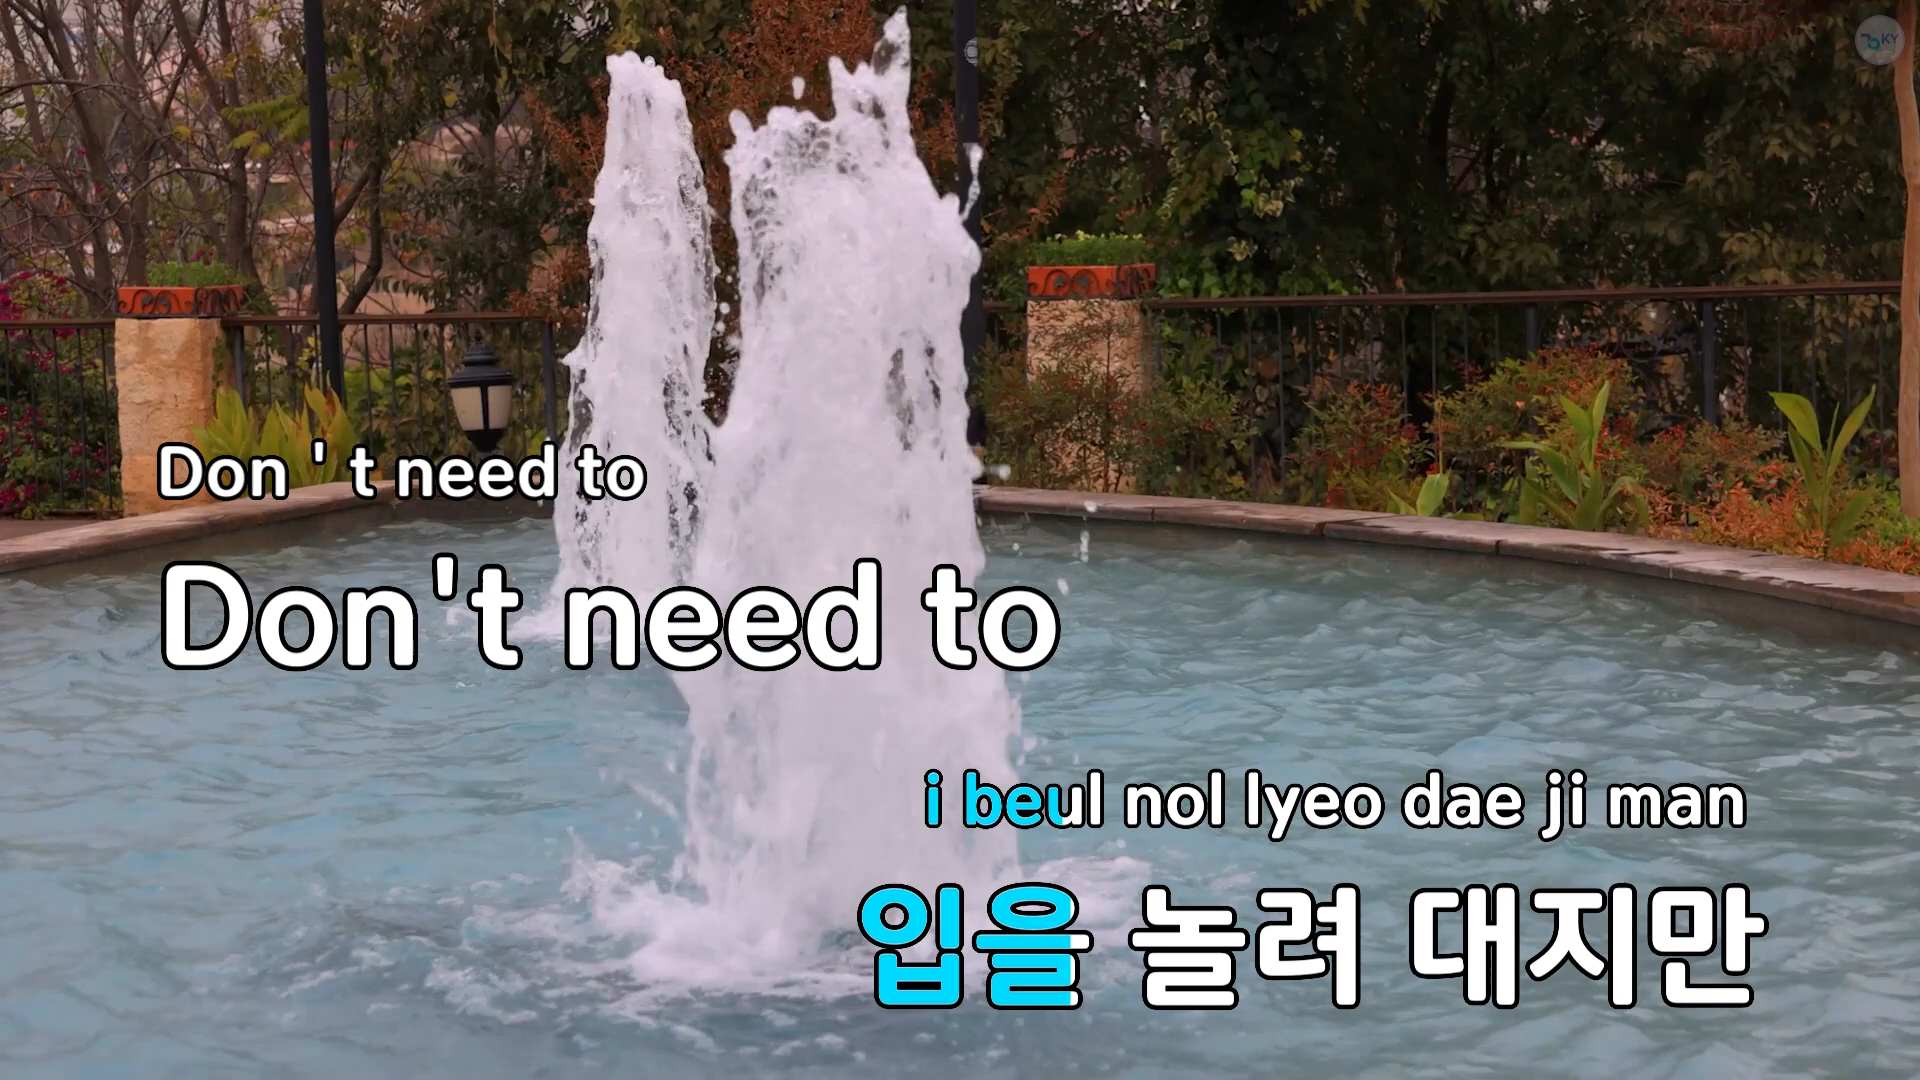 KY
Don ' t need to
Don't need to
i beul nol lyeo dae ji man
입을 놀려 대지만